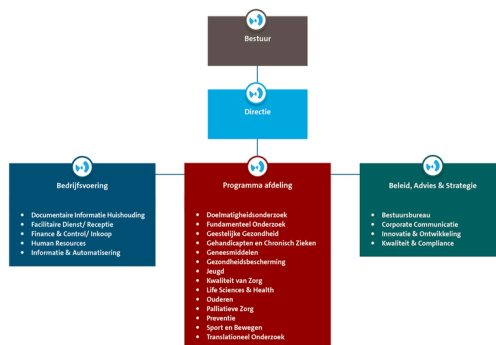 Bestuur
Directie
Bedrijfsvoering
• Documentaire Informatie Huishouding
• Facilitaire Dienst/ Receptie
• Finance & Control/ Inkoop
• Human Resources
• Informatie & Automatisering
Programma afdeling
• Doelmatigheidsonderzoek
• Fundamenteel Onderzoek
• Geestelijke Gezondheid
• Gehandicapten en Chronisch Zieken
• Geneesmiddelen
• Gezondheidsbescherming
• Jeugd
• Kwaliteit van Zorg
• Life Sciences & Health
• Ouderen
• Palliatieve Zorg
• Preventie
• Sport en Bewegen
• Translationeel Onderzoek
Beleid, Advies & Strategie
• Bestuursbureau
• Corporate Communicatie
• Innovatie & Ontwikkeling
• Kwaliteit & Compliance